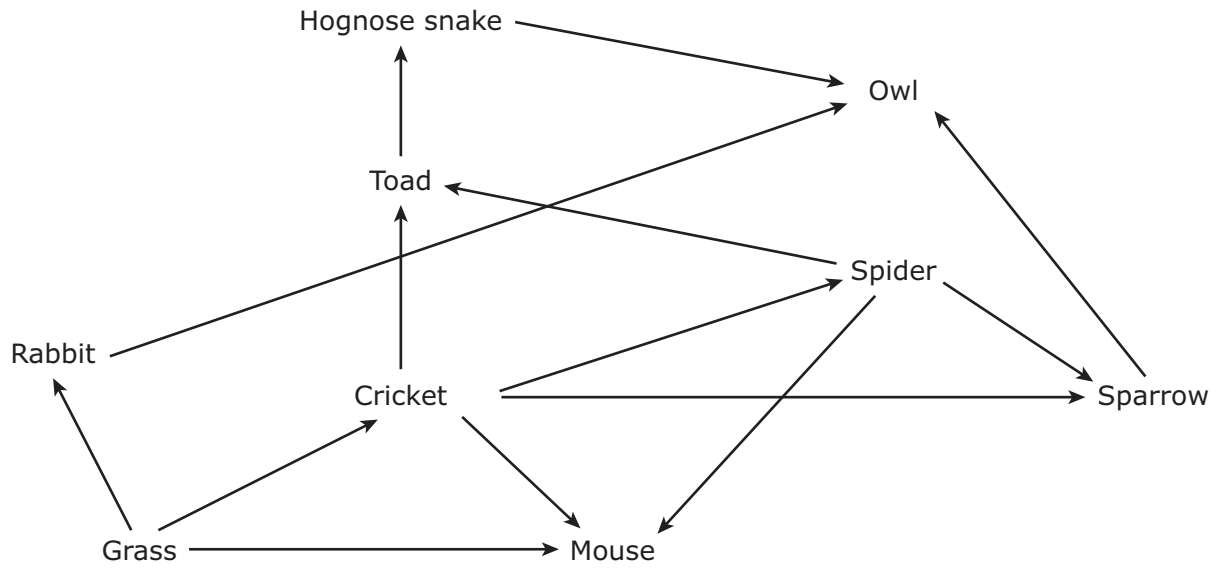 Hognose snake
Owl
Toad
Spider
Rabbit
Cricket
Sparrow
Grass
Mouse